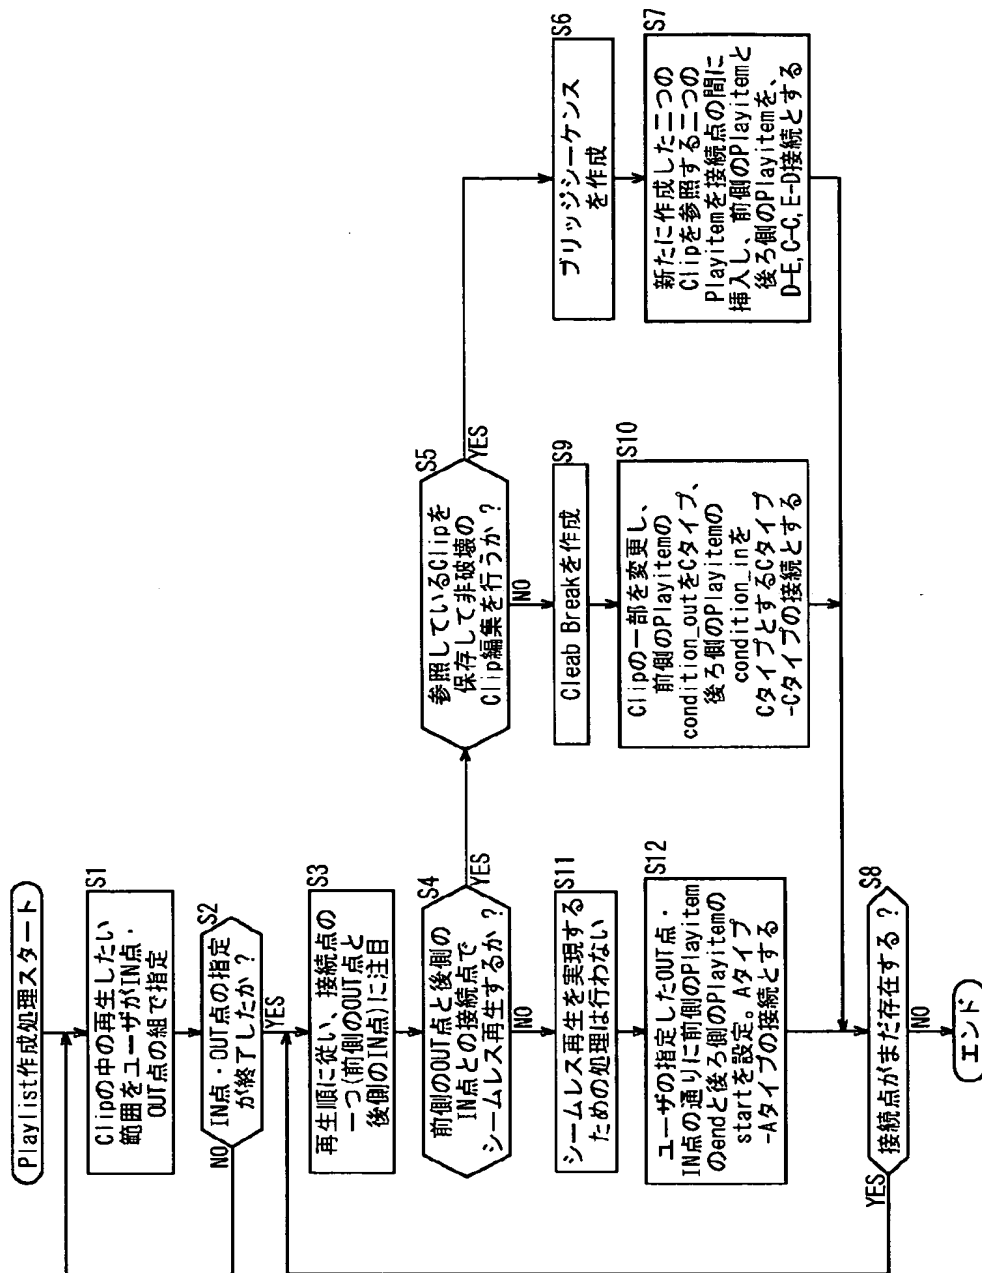 Playlist作成処理スタート
S1
Clipの中の再生したい
範囲をユーザがIN点・
OUT点の組で指定
S2
IN点・OUT点の指定
が終了したか？
NO
YES
S3
再生順に従い、接続点の
一つ(前側のOUT点と
後側のIN点)に注目
S4
前側のOUT点と後側の
IN点との接続点で
シームレス再生するか？
YES
NO
S5
参照しているClipを
保存して非破壊の
Clip編集を行うか？
YES
NO
S6
ブリッジシーケンス
を作成
S7
新たに作成した二つの
Clipを参照する二つの
Playitemを接続点の間に
挿入し、前側のPlayitemと
後ろ側のPlayitemを、
D-E,C-C,E-D接続とする
S9
Cleab Breakを作成
S10
Clipの一部を変更し、
前側のPlayitemの
condition_outをCタイプ、
後ろ側のPlayitemの
condition_inを
CタイプとするCタイプ
-Cタイプの接続とする
S11
シームレス再生を実現する
ための処理は行わない
S12
ユーザの指定したOUT点・
IN点の通りに前側のPlayitem
のendと後ろ側のPlayitemの
startを設定。Aタイプ
-Aタイプの接続とする
S8
接続点がまだ存在する？
YES
NO
エンド